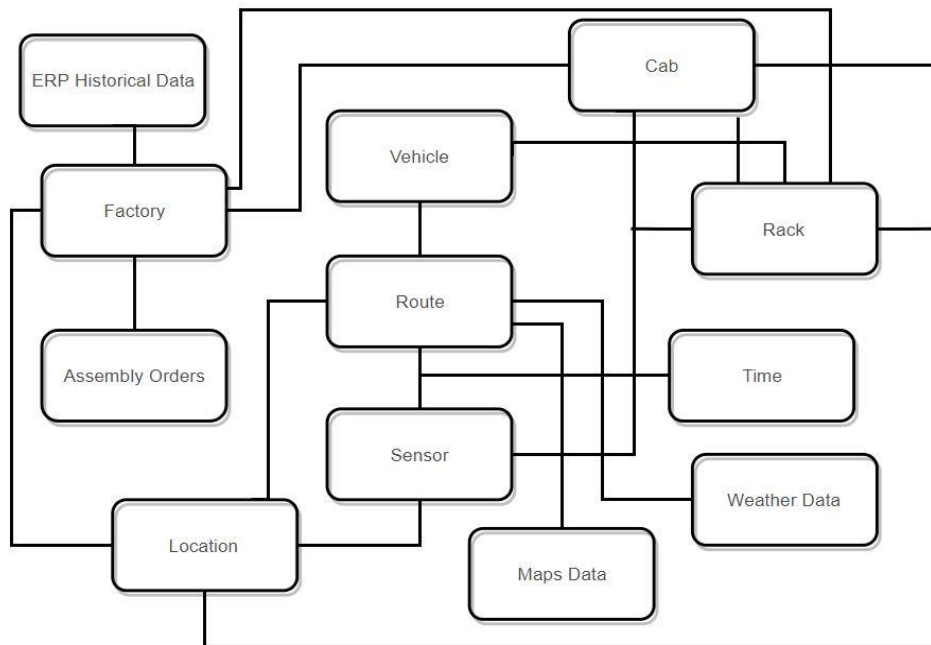 ERP Historical Data
Cab
Vehicle
Factory
Rack
Route
Assembly Orders
Time
Sensor
Weather Data
Location
Maps Data